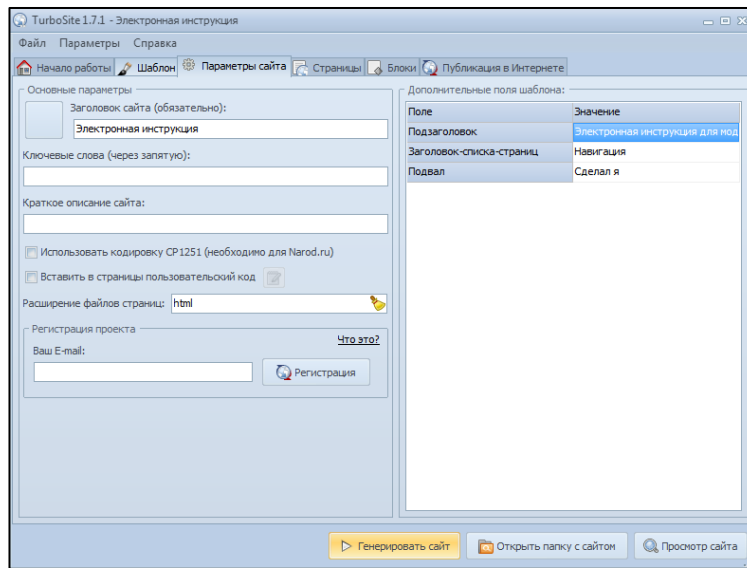 TurboSite 1.7.1 - Электронная инструкция
Файл Параметры Справка
Начало работы Шаблон Параметры сайта Страницы Блоки Публикация в Интернете
Основные параметры
Заголовок сайта (обязательно):
Электронная инструкция
Ключевые слова (через запятую):
Краткое описание сайта:
Использовать кодировку CP1251 (необходимо для Narod.ru)
Вставить в страницы пользовательский код
Расширение файлов страниц: html
Регистрация проекта
Что это?
Ваш E-mail:
Регистрация
Дополнительные поля шаблона:
Поле Значение
Подзаголовок Электронная инструкция для мод
Заголовок-списка-страниц Навигация
Подвал Сделал я
Генерировать сайт Открыть папку с сайтом Просмотр сайта